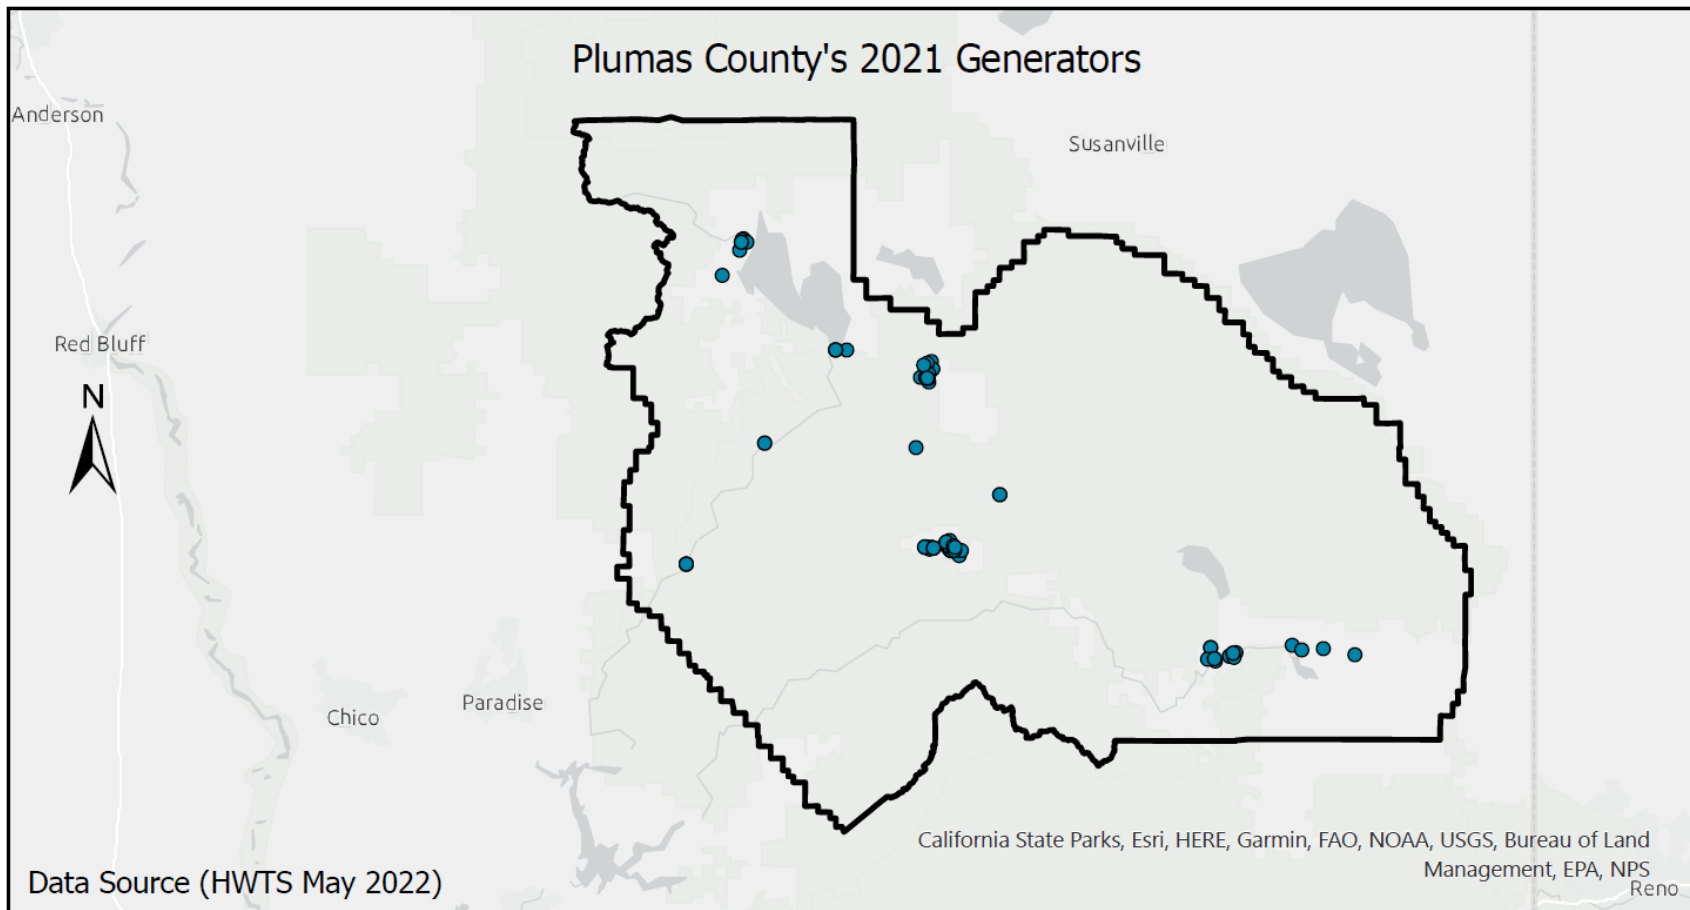 Plumas County's 2021 Generators
Anderson
Susanville
Red Bluff
N
Paradise
Chico
California State Parks, Esri, HERE, Garmin, FAO, NOAA, USGS, Bureau of Land
Management, EPA, NPS
Data Source (HWTS May 2022)
Reno